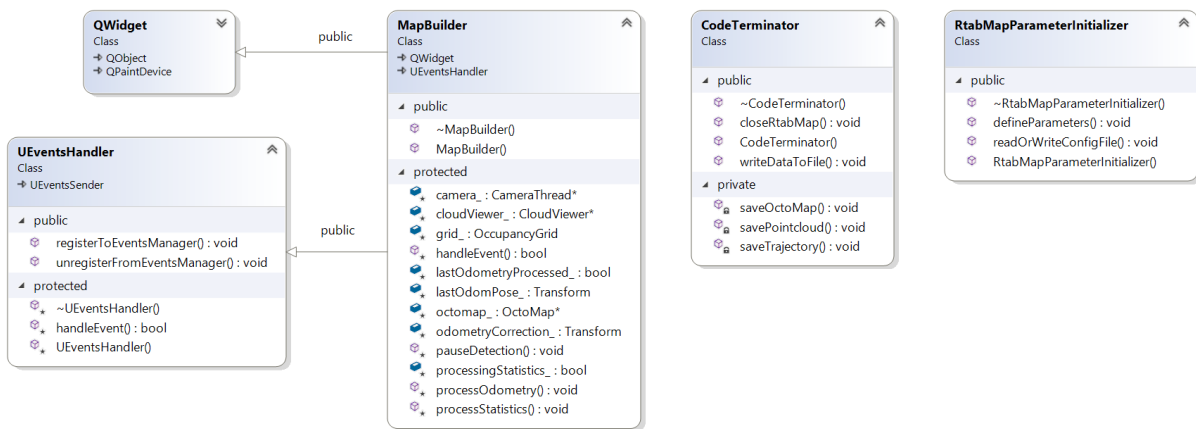 QWidget
Class
QObject
QPaintDevice
public
MapBuilder
Class
QWidget
UEventsHandler
public
~MapBuilder()
MapBuilder()
protected
camera_ : CameraThread*
cloudViewer_ : CloudViewer*
grid_ : OccupancyGrid
handleEvent() : bool
lastOdometryProcessed_ : bool
lastOdomPose_ : Transform
octomap_ : OctoMap*
odometryCorrection_ : Transform
pauseDetection() : void
processingStatistics_ : bool
processOdometry() : void
processStatistics() : void
UEventsHandler
Class
UEventsSender
public
registerToEventsManager() : void
unregisterFromEventsManager() : void
protected
~UEventsHandler()
handleEvent() : bool
UEventsHandler()
public
CodeTerminator
Class
public
~CodeTerminator()
closeRtabMap() : void
CodeTerminator()
writeDataToFile() : void
private
saveOctoMap() : void
savePointcloud() : void
saveTrajectory() : void
RtabMapParameterInitializer
Class
public
~RtabMapParameterInitializer()
defineParameters() : void
readOrWriteConfigFile() : void
RtabMapParameterInitializer()